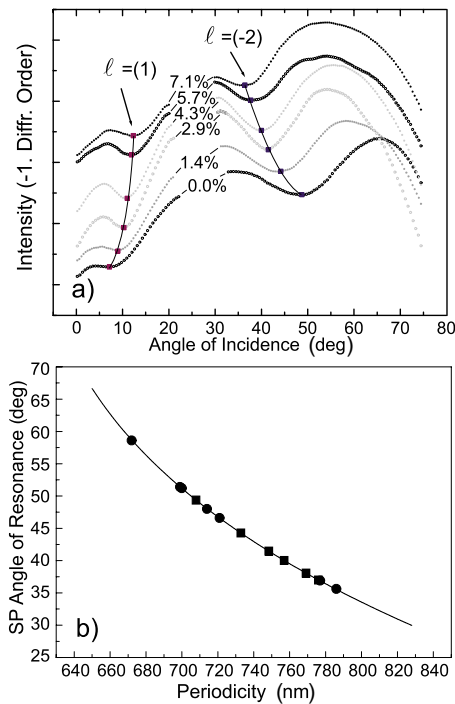 ℓ =(1)
ℓ =(-2)
7.1%
5.7%
4.3%
2.9%
1.4%
0.0%
Intensity (-1. Diffr. Order)
a)
0 10 20 30 40 50 60 70 80
Angle of Incidence (deg)
70
65
60
55
50
45
40
35
30
25
SP Angle of Resonance (deg)
b)
640 660 680 700 720 740 760 780 800 820 840
Periodicity (nm)